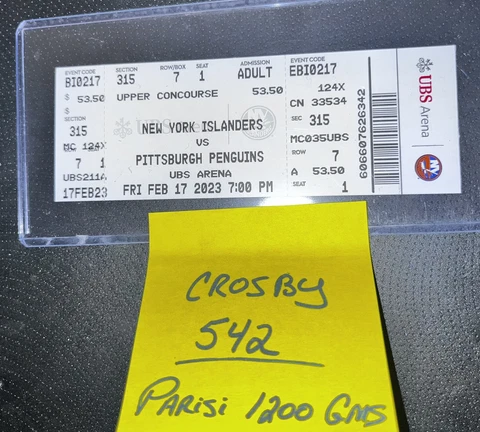 EVENT CODE SECTION ROW/BOX SEAT ADMISSION EVENT CODE
BI0217 315 7 1 ADULT EBI0217
$ 53.50 UPPER CONCOURSE 53.50 124X
$ CN 33534
SECTION
315 NEW YORK ISLANDERS SEC 315
MC 124X VS MC035UBS
7 1 PITTSBURGH PENGUINS ROW 7
UBS211A UBS ARENA A 53.50
17FEB23 FRI FEB 17 2023 7:00 PM SEAT 1
606607626342
UBS Arena
UBS Arena
CROSBY
542
PARISI 1200 GMS